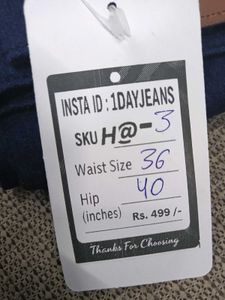 INSTA ID : 1DAYJEANS
SKU H@-3
Waist Size 36
Hip 40
(inches) Rs. 499 /-
Thanks For Choosing